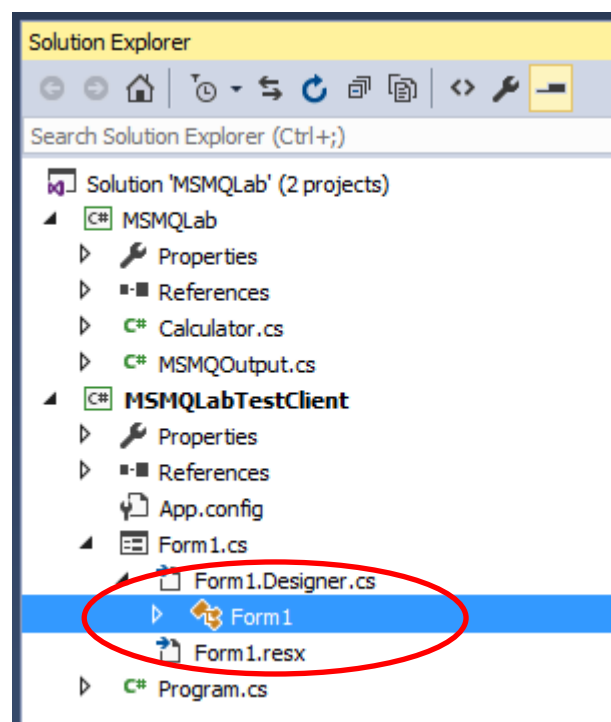 Solution Explorer
Search Solution Explorer (Ctrl+;)
Solution 'MSMQLab' (2 projects)
C# MSMQLab
Properties
References
C# Calculator.cs
C# MSMQOutput.cs
C# MSMQLabTestClient
Properties
References
App.config
Form1.cs
Form1.Designer.cs
Form1
Form1.resx
C# Program.cs